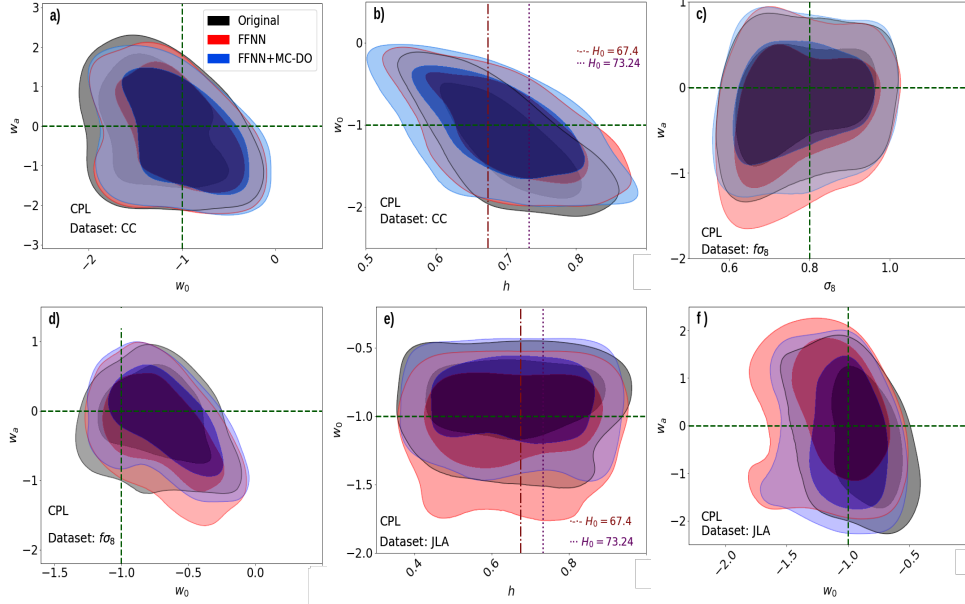 a)
3
2
1
0
−1
−2
−3
w_a
Original
FFNN
FFNN+MC-DO
CPL
Dataset: CC
−2
−1
0
w_0
b)
0
−1
−2
w_0
H_0 = 67.4
H_0 = 73.24
CPL
Dataset: CC
0.5
0.6
0.7
0.8
h
c)
1
0
−1
−2
w_a
CPL
Dataset: fσ_8
0.6
0.8
1.0
σ_8
d)
1
0
−1
−2
w_a
CPL
Dataset: fσ_8
−1.5
−1.0
−0.5
0.0
w_0
e)
−0.5
−1.0
−1.5
−2.0
w_0
CPL
Dataset: JLA
H_0 = 67.4
H_0 = 73.24
0.4
0.6
0.8
h
f)
2
1
0
−1
−2
w_a
CPL
Dataset: JLA
−2.0
−1.5
−1.0
−0.5
w_0